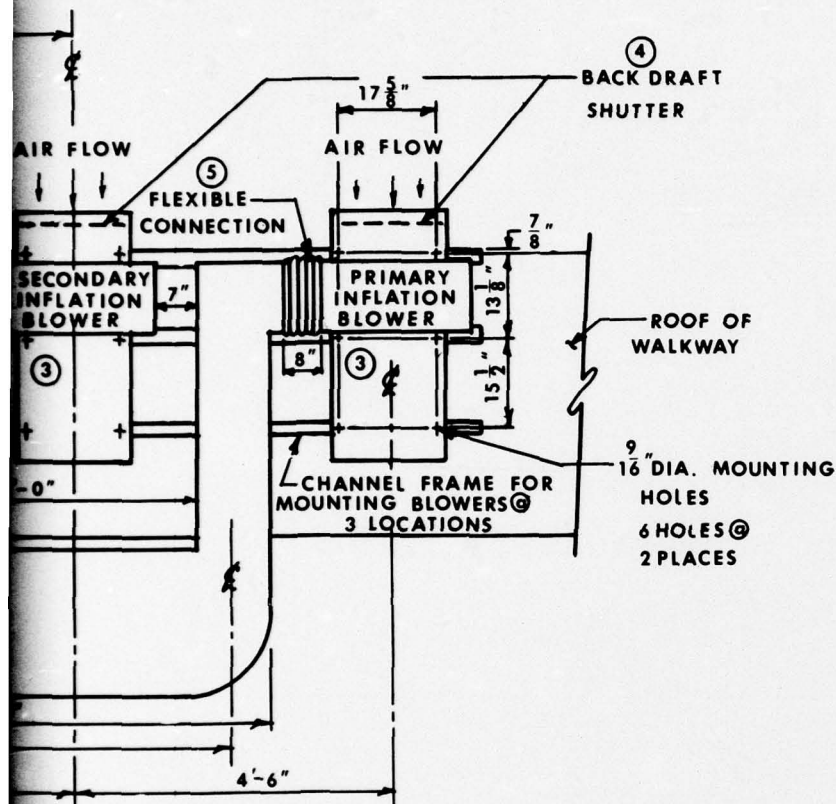 ℄
④
BACK DRAFT
SHUTTER
17 5/8"
AIR FLOW
AIR FLOW
⑤
FLEXIBLE
CONNECTION
7/8"
SECONDARY
INFLATION
BLOWER
7"
PRIMARY
INFLATION
BLOWER
13 1/8"
ROOF OF
WALKWAY
③
8"
③
℄
15 1/2"
9/16" DIA. MOUNTING
HOLES
6 HOLES @
2 PLACES
CHANNEL FRAME FOR
MOUNTING BLOWERS @
3 LOCATIONS
-0"
℄
4'-6"